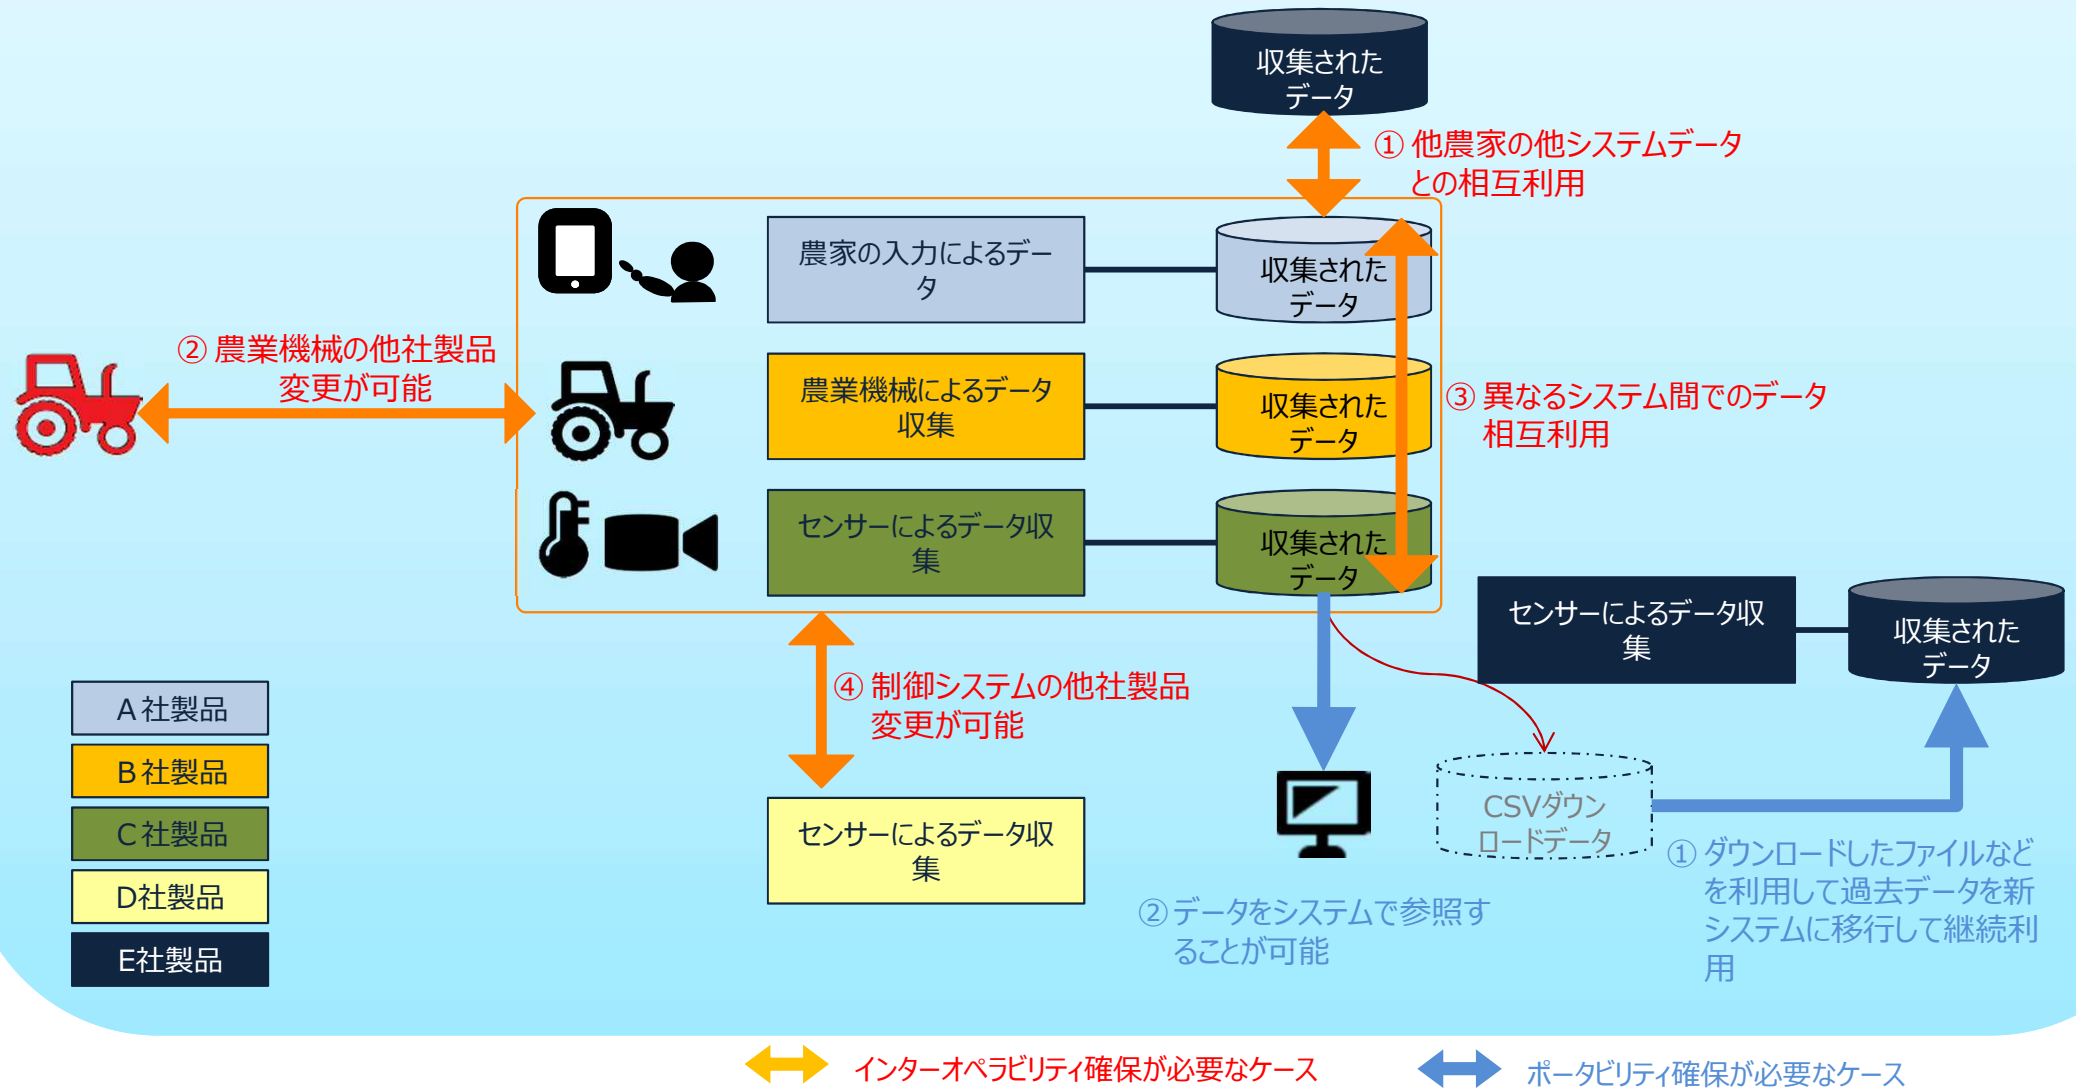 収集された
データ
① 他農家の他システムデータ
との相互利用
農家の入力によるデー
タ
収集された
データ
② 農業機械の他社製品
変更が可能
農業機械によるデータ
収集
収集された
データ
③ 異なるシステム間でのデータ
相互利用
センサーによるデータ収
集
収集された
データ
センサーによるデータ収
集
収集された
データ
④ 制御システムの他社製品
変更が可能
A社製品
B社製品
C社製品
D社製品
E社製品
センサーによるデータ収
集
CSVダウン
ロードデータ
① ダウンロードしたファイルなど
を利用して過去データを新
システムに移行して継続利
用
②データをシステムで参照す
ることが可能
インターオペラビリティ確保が必要なケース
ポータビリティ確保が必要なケース